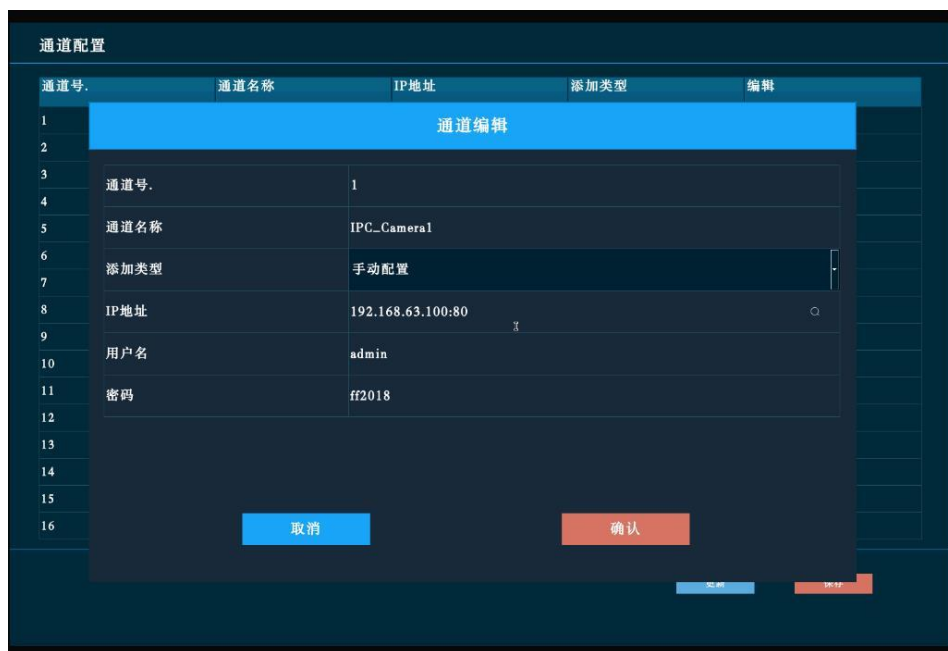 通道配置
通道号. 通道名称 IP地址 添加类型 编辑
通道编辑
1
2
3
4
5
6
7
8
9
10
11
12
13
14
15
16
通道号. 1
通道名称 IPC_Camera1
添加类型 手动配置
IP地址 192.168.63.100:80
用户名 admin
密码 ff2018
取消 确认
更新 保存